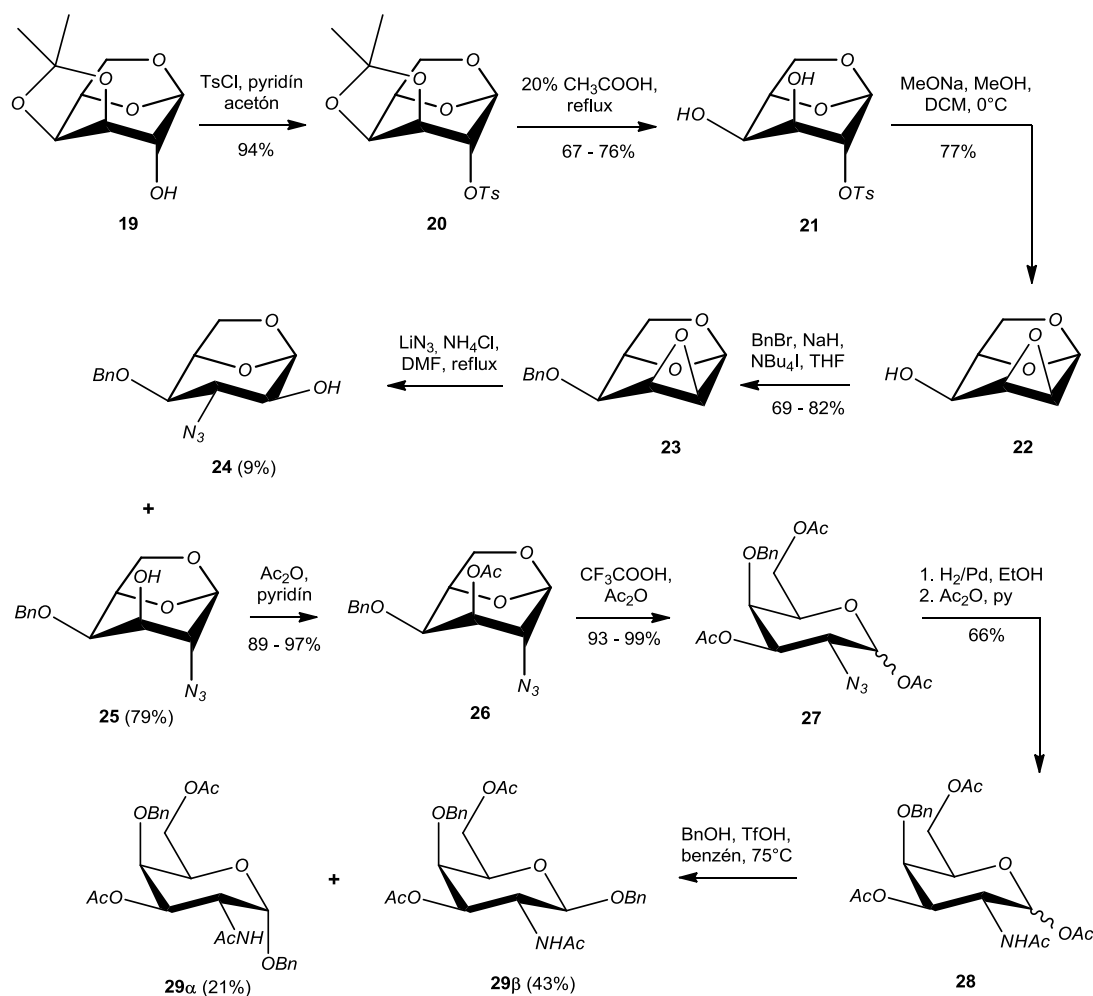 TsCl, pyridín
acetón
94%
20% CH₃COOH,
reflux
67 - 76%
MeONa, MeOH,
DCM, 0°C
77%
O
O
O
O
OH
19
O
O
O
O
OTs
20
O
OH
O
HO
OTs
21
LiN₃, NH₄Cl,
DMF, reflux
BnBr, NaH,
NBu₄I, THF
69 - 82%
O
O
BnO
OH
N₃
24 (9%)
O
O
O
BnO
23
O
O
O
HO
22
+
O
OH
O
BnO
N₃
25 (79%)
Ac₂O,
pyridín
89 - 97%
O
OAc
O
BnO
N₃
26
CF₃COOH,
Ac₂O
93 - 99%
OAc
OBn
O
AcO
N₃
OAc
27
1. H₂/Pd, EtOH
2. Ac₂O, py
66%
OAc
OBn
O
AcO
AcNH
OBn
29α (21%)
+
OAc
OBn
O
AcO
OBn
NHAc
29β (43%)
BnOH, TfOH,
benzén, 75°C
OAc
OBn
O
AcO
NHAc
OAc
28